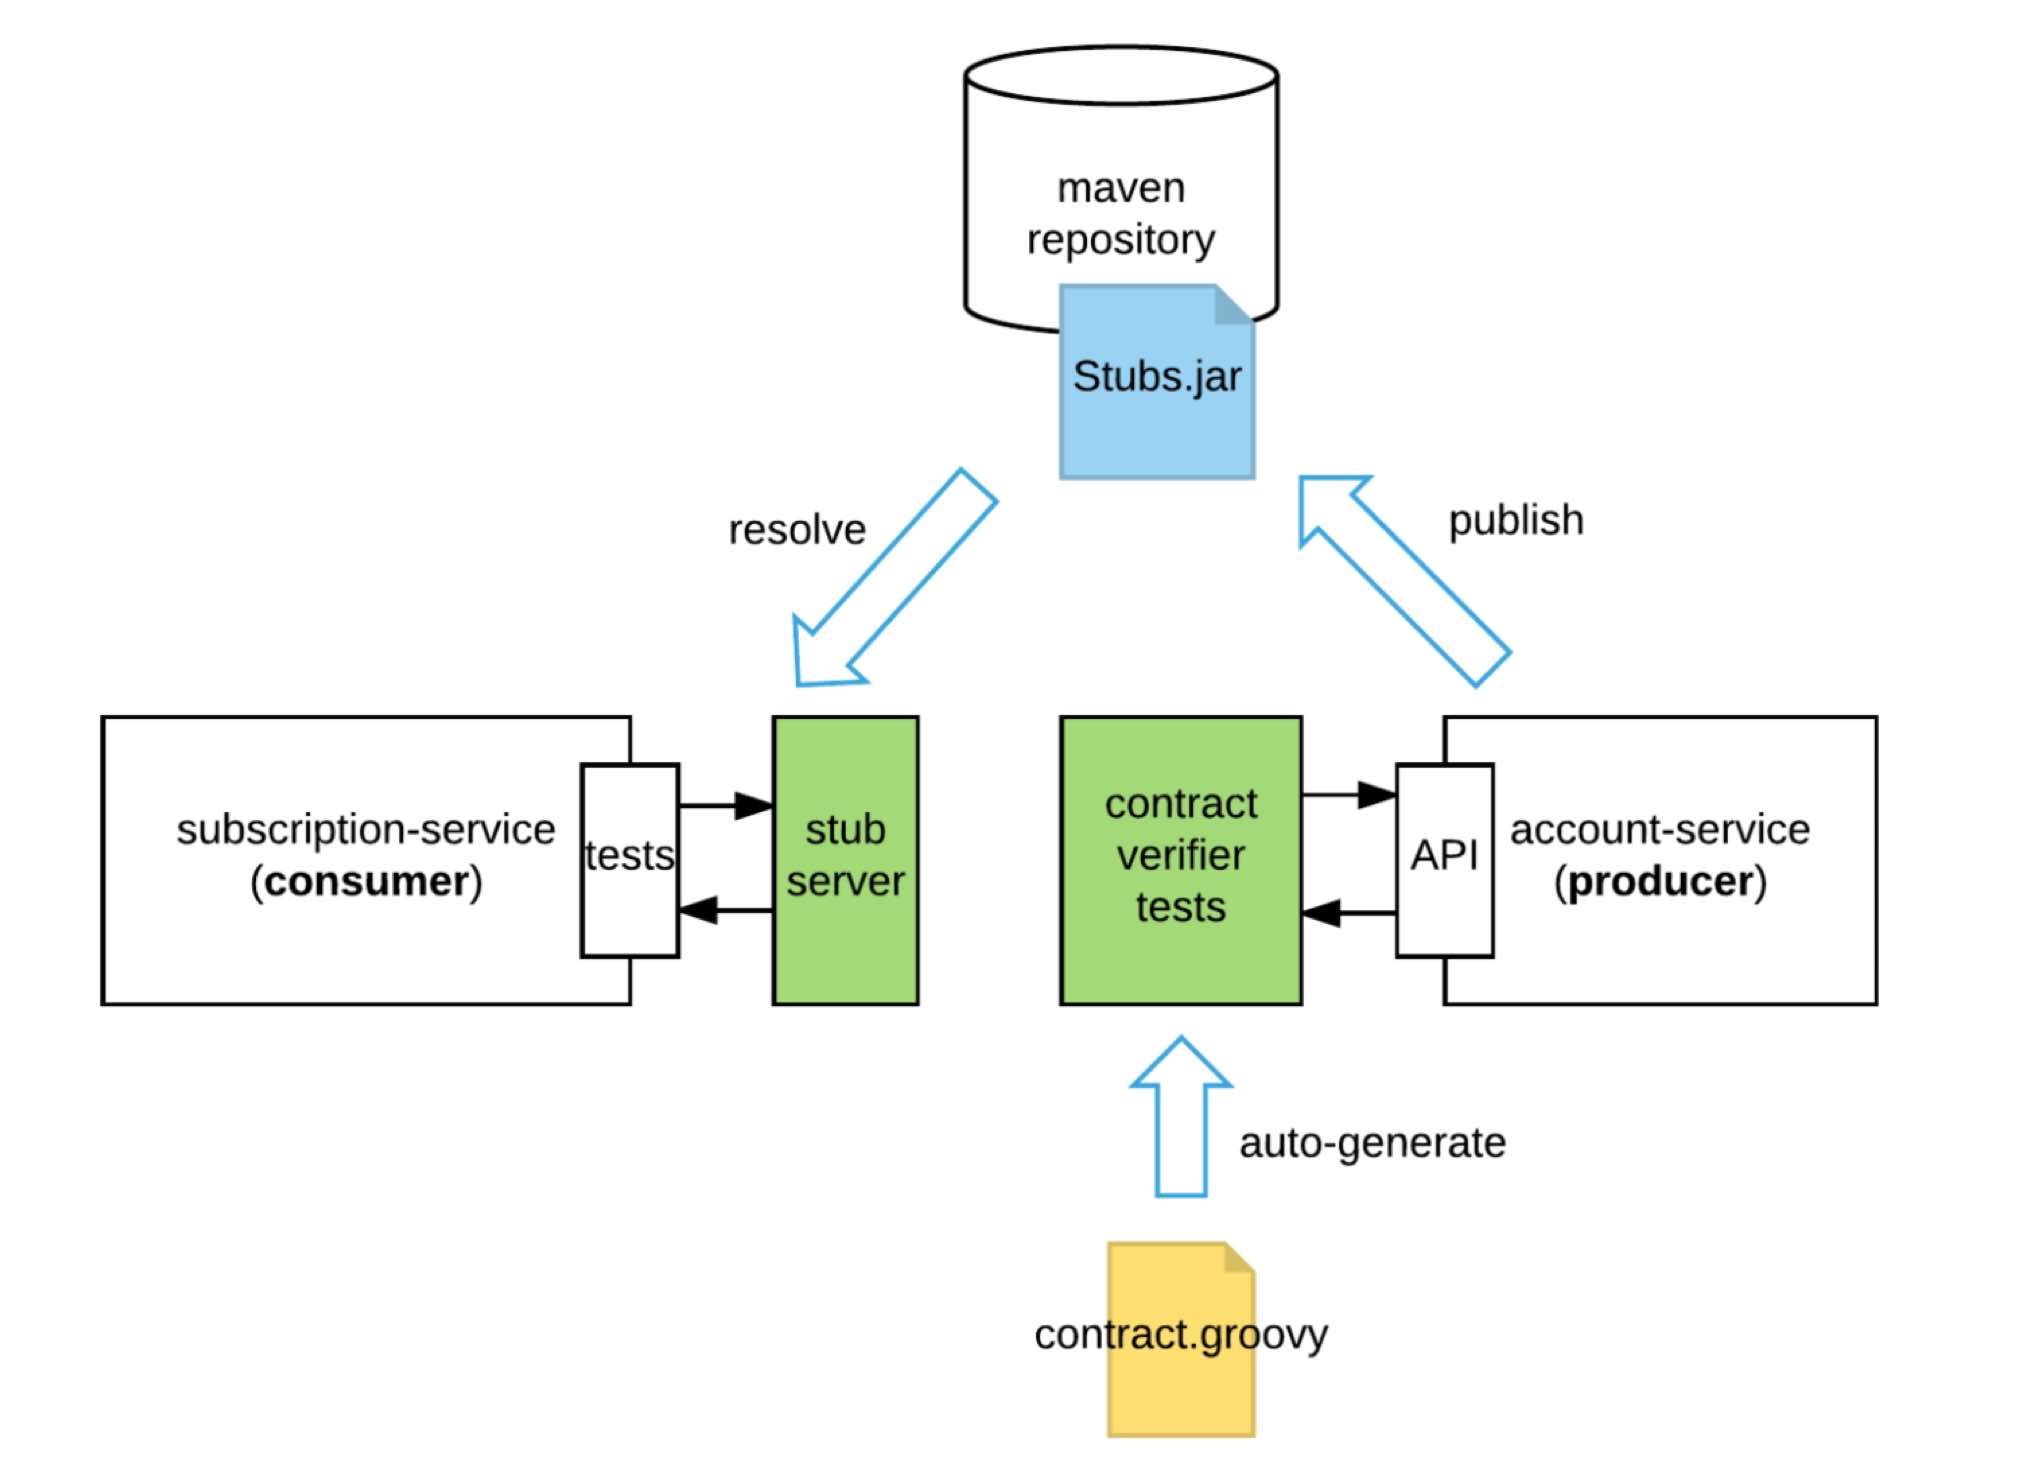 maven
repository
Stubs.jar
resolve
publish
subscription-service
(consumer)
tests
stub
server
contract
verifier
tests
API
account-service
(producer)
auto-generate
contract.groovy